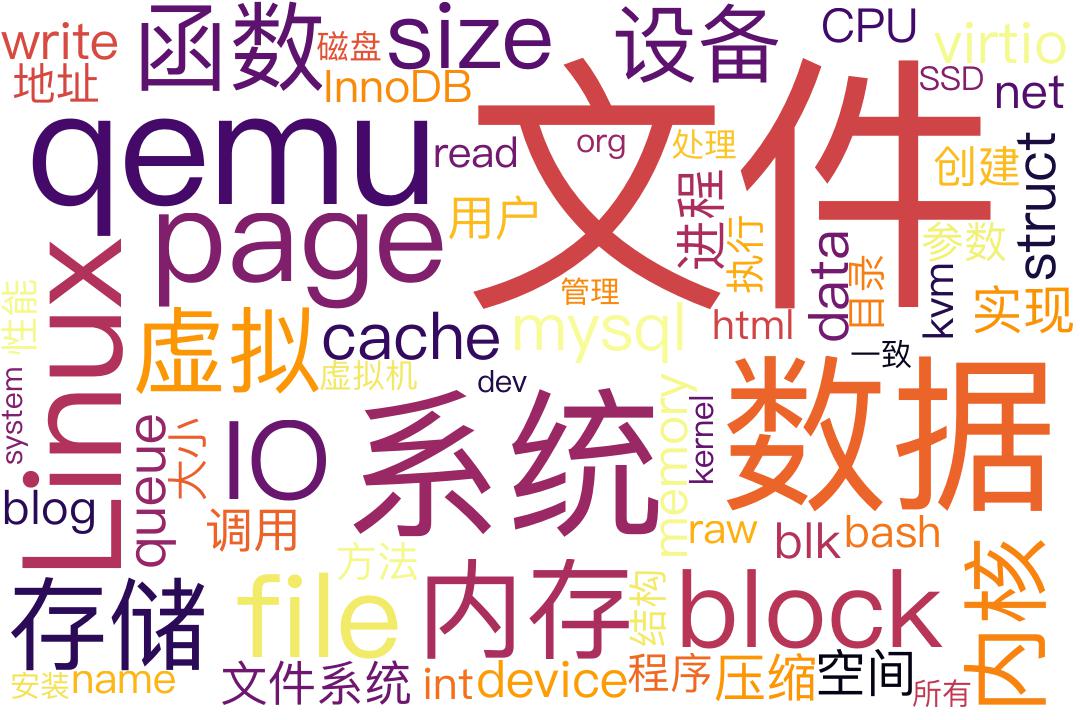 write
函数
磁盘
size
设备
CPU
virtio
地址
InnoDB
SSD
net
qemu
read
org
处理
文件
创建
struct
page
用户
进程
执行
data
目录
参数
kvm
管理
实现
Linux
性能
虚拟
cache
mysql
html
虚拟机
dev
一致
system
queue
大小
IO
系统
memory
kernel
数据
blog
调用
raw
blk
bash
方法
存储
file
内存
结构
block
内核
安装
name
文件系统
int
device
程序
压缩
空间
所有